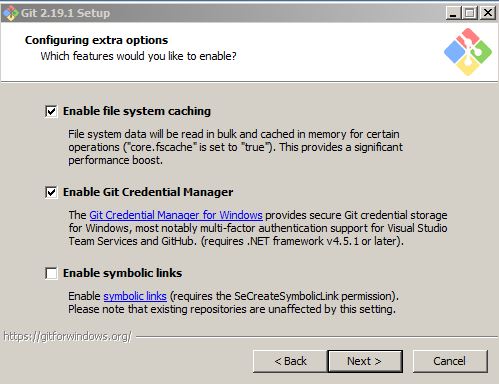 Git 2.19.1 Setup
Configuring extra options
Which features would you like to enable?
Enable file system caching
File system data will be read in bulk and cached in memory for certain
operations ("core.fscache" is set to "true"). This provides a significant
performance boost.
Enable Git Credential Manager
The Git Credential Manager for Windows provides secure Git credential storage
for Windows, most notably multi-factor authentication support for Visual Studio
Team Services and GitHub. (requires .NET framework v4.5.1 or later).
Enable symbolic links
Enable symbolic links (requires the SeCreateSymbolicLink permission).
Please note that existing repositories are unaffected by this setting.
https://gitforwindows.org/
< Back
Next >
Cancel